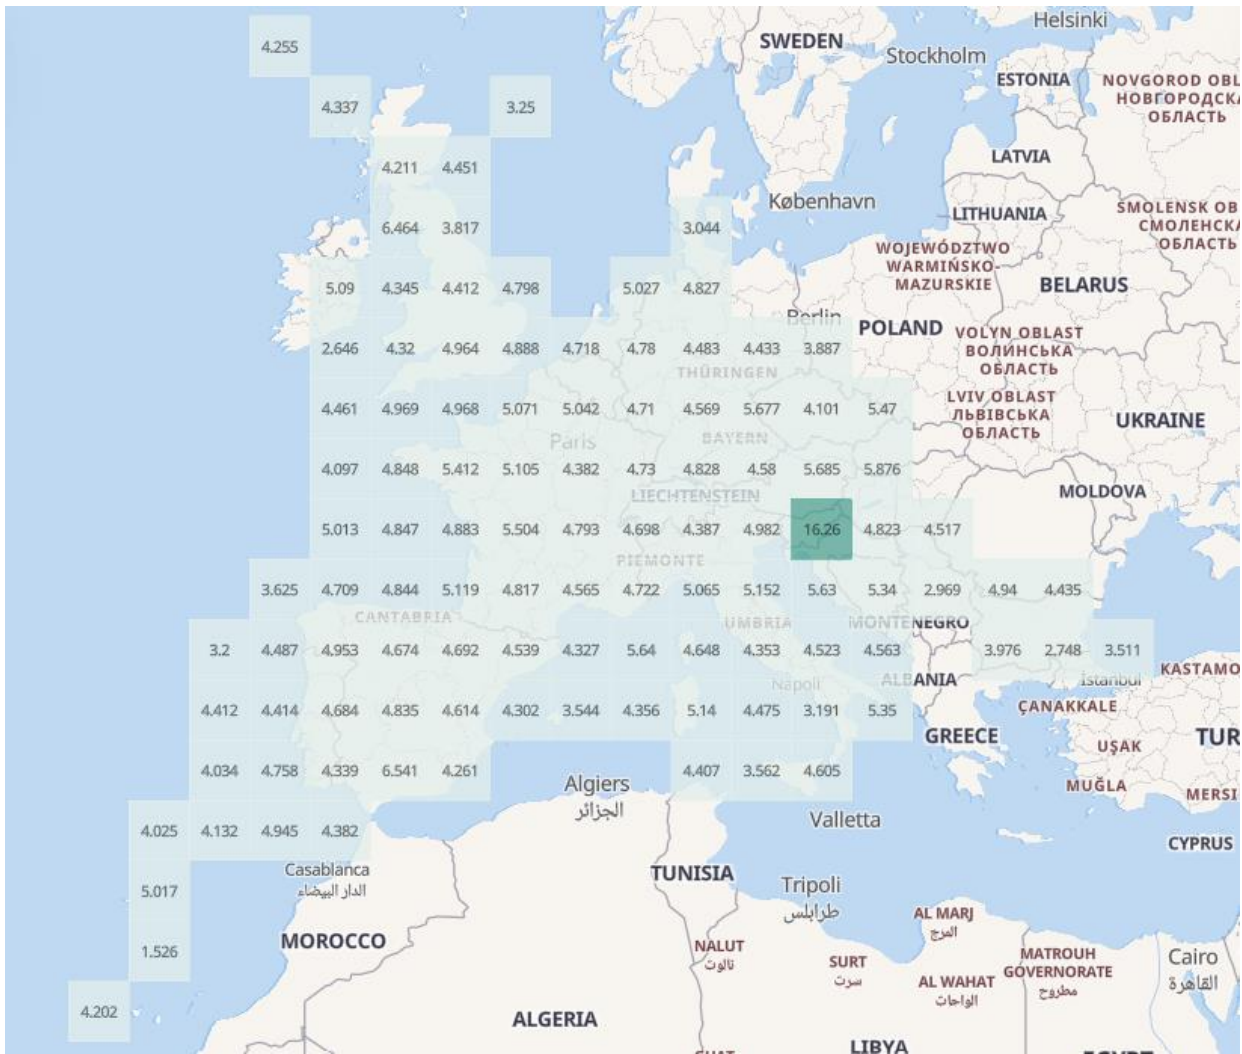 Helsinki
SWEDEN
4.255
Stockholm
ESTONIA
NOVGOROD OBL
НОВГОРОДСКА
ОБЛАСТЬ
4.337 3.25
LATVIA
4.211 4.451
København
LITHUANIA
SMOLENSK OB
СМОЛЕНСКА
ОБЛАСТЬ
6.464 3.817 3.044
WOJEWÓDZTWO
WARMIŃSKO-
MAZURSKIE
BELARUS
5.09 4.345 4.412 4.798 5.027 4.827
Berlin
POLAND
VOLYN OBLAST
ВОЛИНСЬКА
ОБЛАСТЬ
2.646 4.32 4.964 4.888 4.718 4.78 4.483 4.433 3.887
THÜRINGEN
LVIV OBLAST
ЛЬВІВСЬКА
ОБЛАСТЬ
UKRAINE
4.461 4.969 4.968 5.071 5.042 4.71 4.569 5.677 4.101 5.47
Paris
BAYERN
4.097 4.848 5.412 5.105 4.382 4.73 4.828 4.58 5.685 5.876
LIECHTENSTEIN
MOLDOVA
5.013 4.847 4.883 5.504 4.793 4.698 4.387 4.982 16.26 4.823 4.517
PIEMONTE
3.625 4.709 4.844 5.119 4.817 4.565 4.722 5.065 5.152 5.63 5.34 2.969 4.94 4.435
CANTABRIA
UMBRIA
MONTENEGRO
NEGRO
3.2 4.487 4.953 4.674 4.692 4.539 4.327 5.64 4.648 4.353 4.523 4.563 3.976 2.748 3.511
KASTAMO
Napoli
ALBANIA
İstanbul
4.412 4.414 4.684 4.835 4.614 4.302 3.544 4.356 5.14 4.475 3.191 5.35
ÇANAKKALE
GREECE
UŞAK
TUR
4.034 4.758 4.339 6.541 4.261 4.407 3.562 4.605
Algiers
الجزائر
MUĞLA
MERSI
Valletta
4.025 4.132 4.945 4.382
CYPRUS
Casablanca
الدار البيضاء
TUNISIA
5.017
Tripoli
طرابلس
AL MARJ
المرج
MOROCCO
1.526
NALUT
نالوت
SURT
سرت
MATROUH
GOVERNORATE
مطروح
Cairo
القاهرة
AL WAHAT
الواحات
4.202
ALGERIA
LIBYA